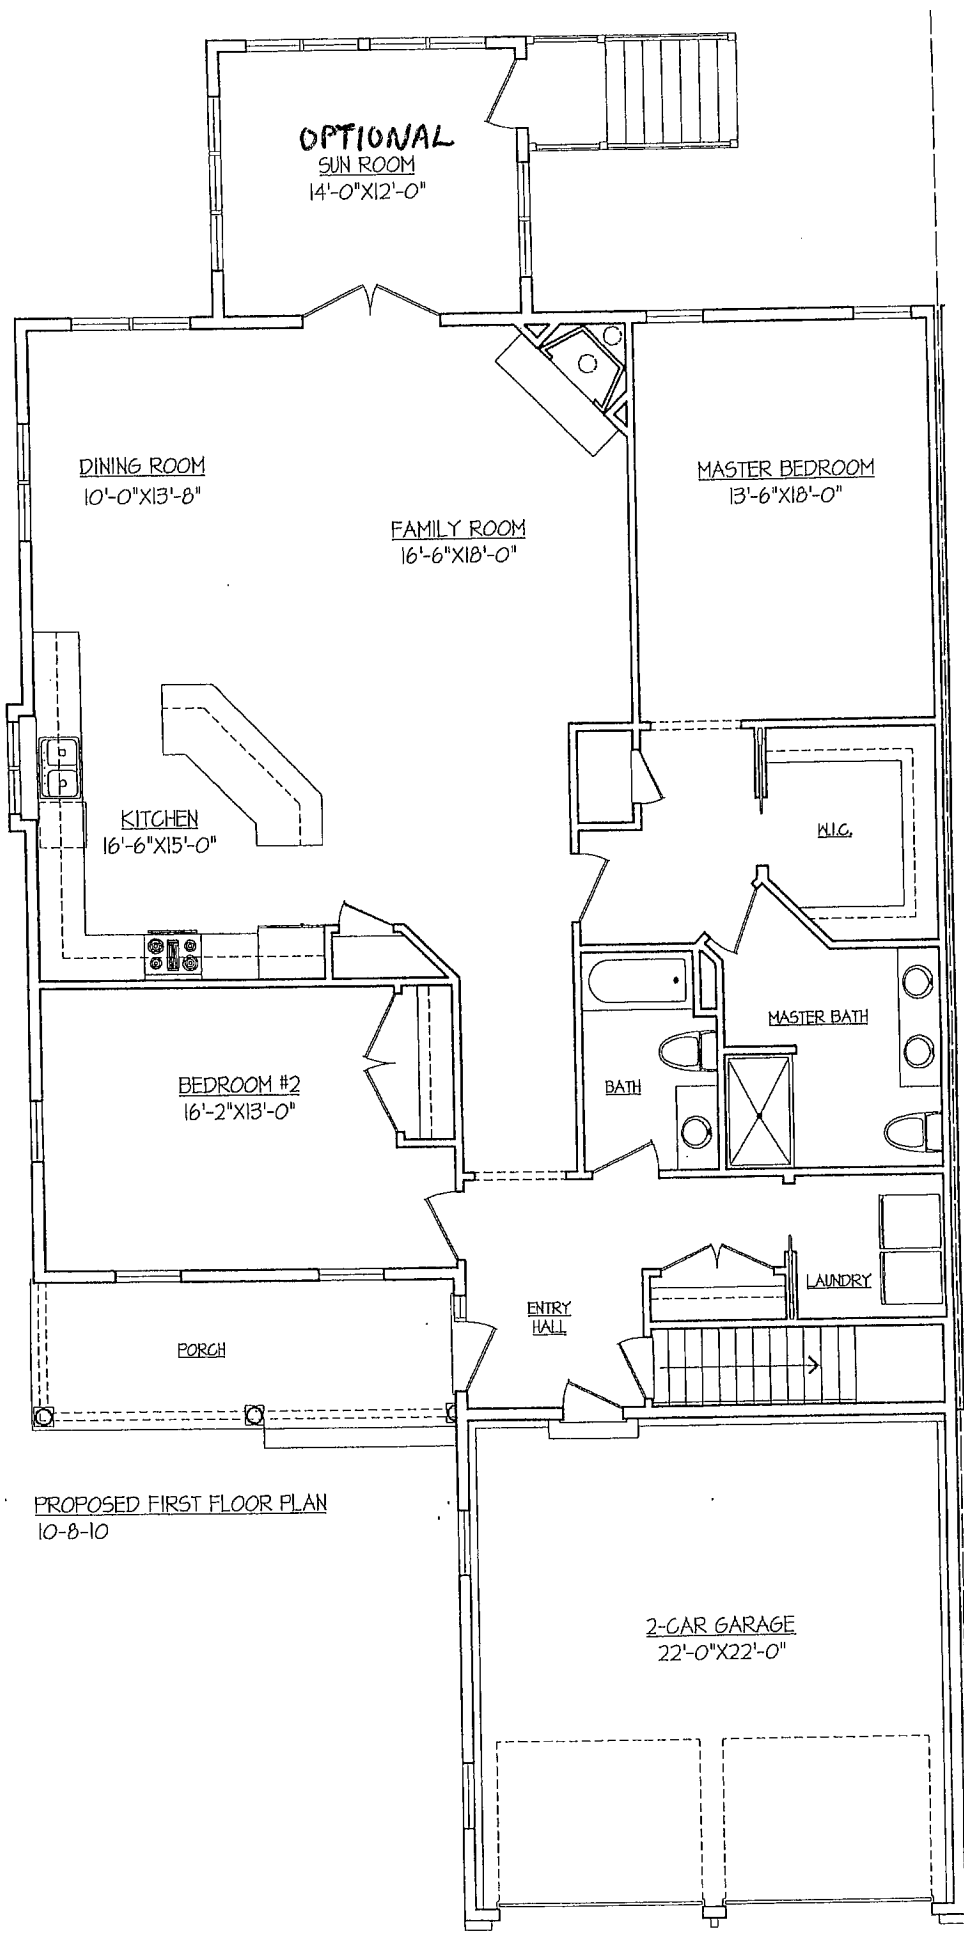 OPTIONAL
SUN ROOM
14'-0"X12'-0"
DINING ROOM
10'-0"X13'-8"
MASTER BEDROOM
13'-6"X18'-0"
FAMILY ROOM
16'-6"X18'-0"
KITCHEN
16'-6"X15'-0"
W.I.C.
MASTER BATH
BEDROOM #2
16'-2"X13'-0"
BATH
LAUNDRY
ENTRY
HALL
PORCH
PROPOSED FIRST FLOOR PLAN
10-8-10
2-CAR GARAGE
22'-0"X22'-0"